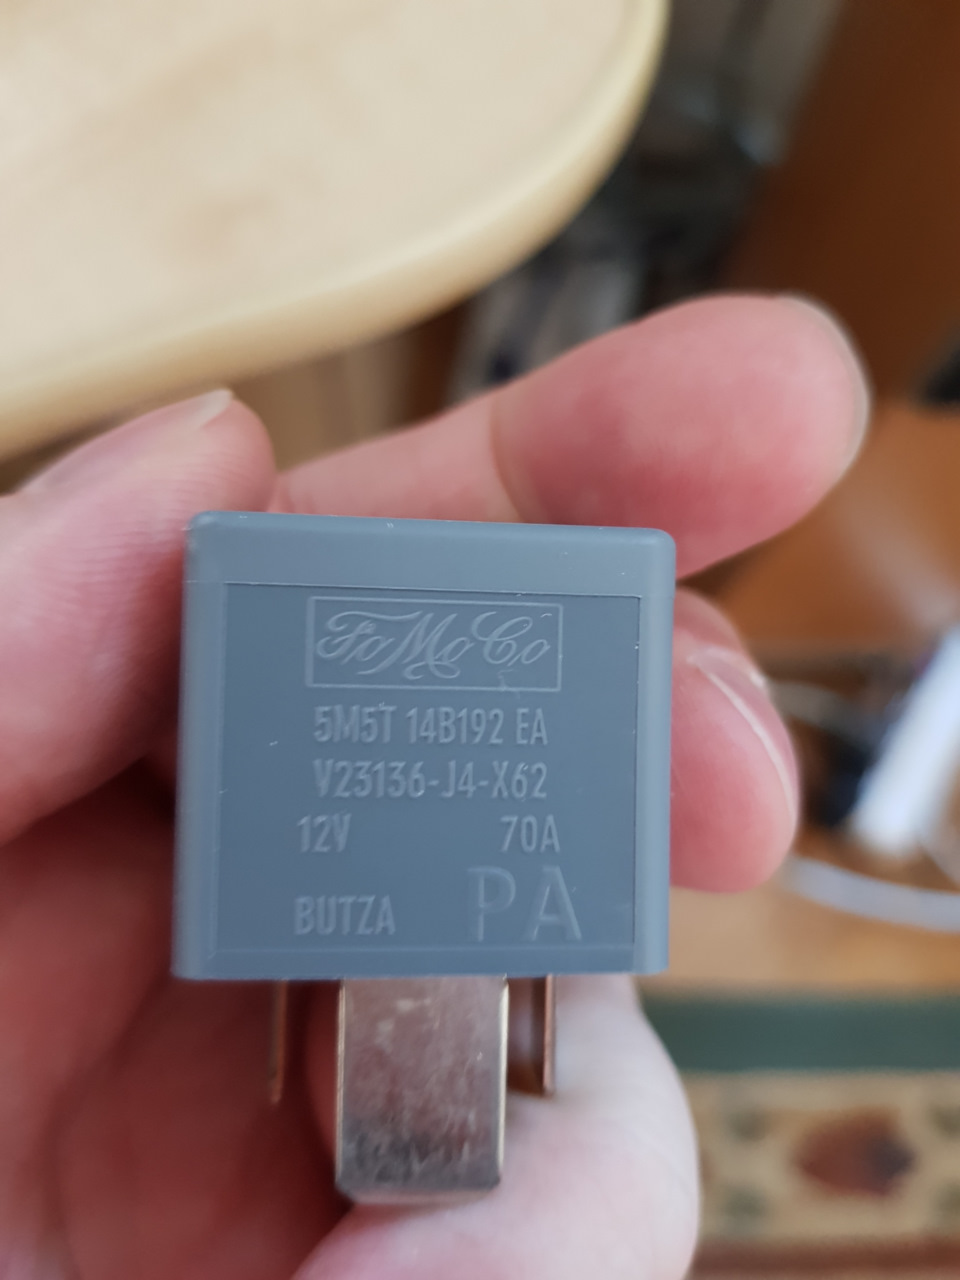 FoMoCo
5M5T 14B192 EA
V23136-J4-X62
12V 70A
BUTZA PA